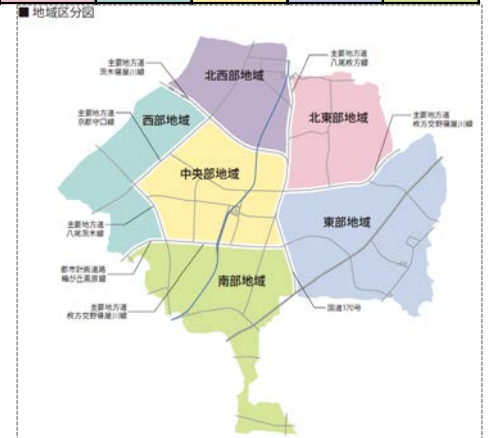 ■ 地域区分図
主要地方道
八尾枚方線
主要地方道
茨木寝屋川線
北西部地域
主要地方道
京都守口線
西部地域
北東部地域
主要地方道
枚方交野寝屋川線
中央部地域
東部地域
主要地方道
八尾茨木線
都市計画道路
梅が丘高柳線
南部地域
主要地方道
枚方交野寝屋川線
国道170号